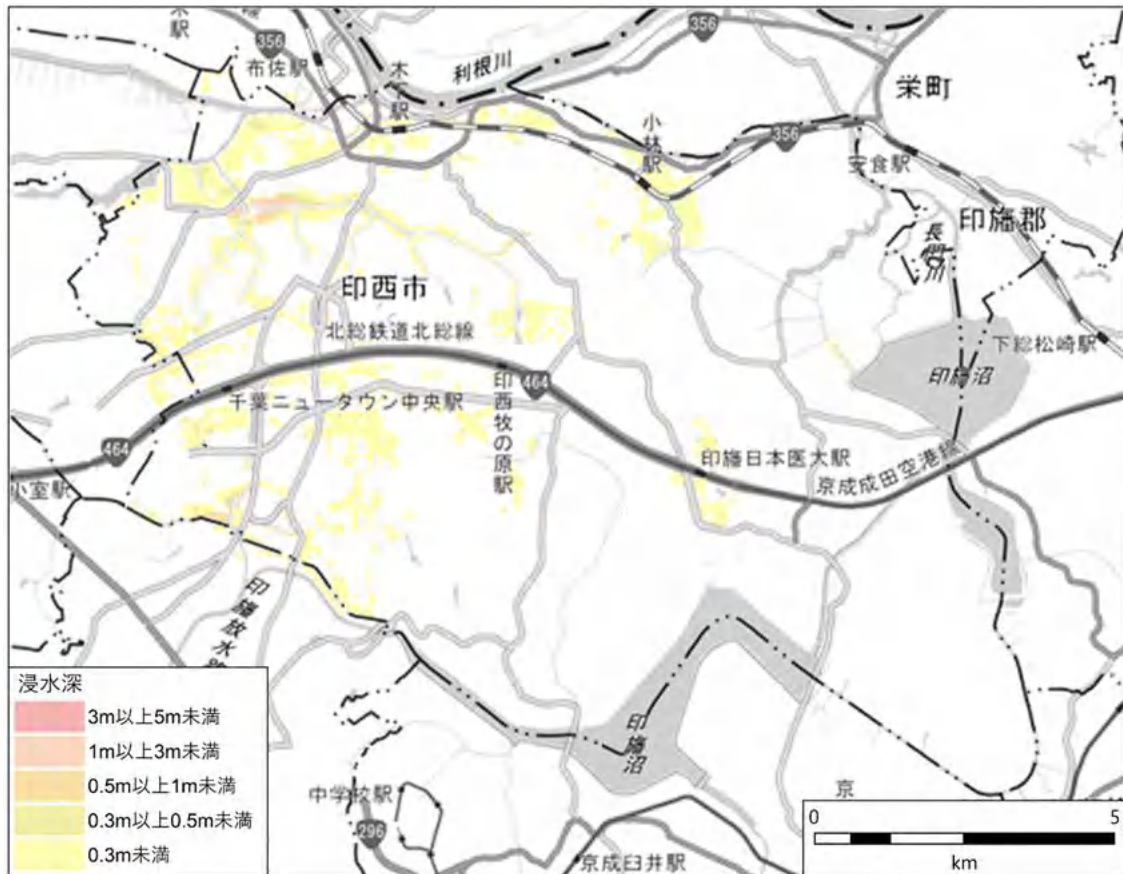 356
布佐駅
木下駅
利根川
356
栄町
小林駅
356
安食駅
印旛郡
長門川
印西市
北総鉄道北総線
下総松崎駅
印旛沼
464
千葉ニュータウン中央駅
印西牧の原駅
464
印旛日本医大駅
京成成田空港線
小室駅
印旛放水路
浸水深
3m以上5m未満
1m以上3m未満
0.5m以上1m未満
0.3m以上0.5m未満
0.3m未満
印旛沼
中学校駅
296
京成臼井駅
京
0
5
km